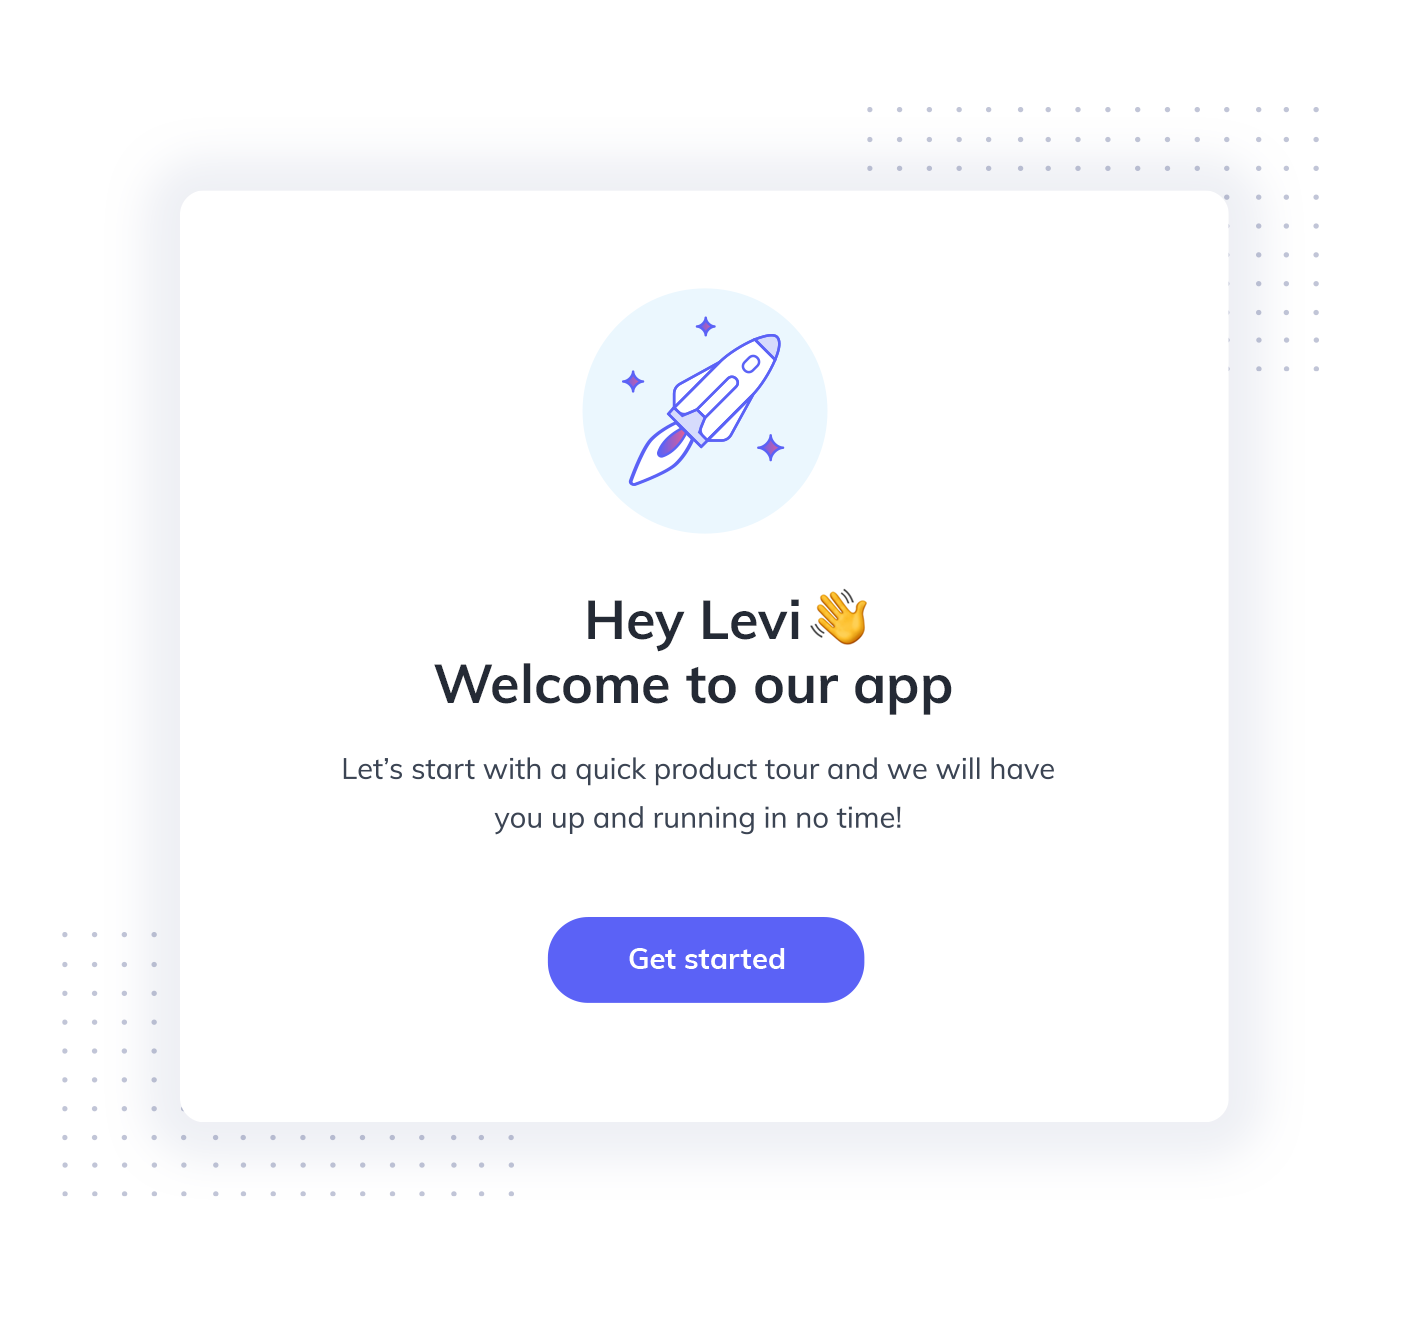 Hey Levi👋
Welcome to our app
Let’s start with a quick product tour and we will have
you up and running in no time!
Get started